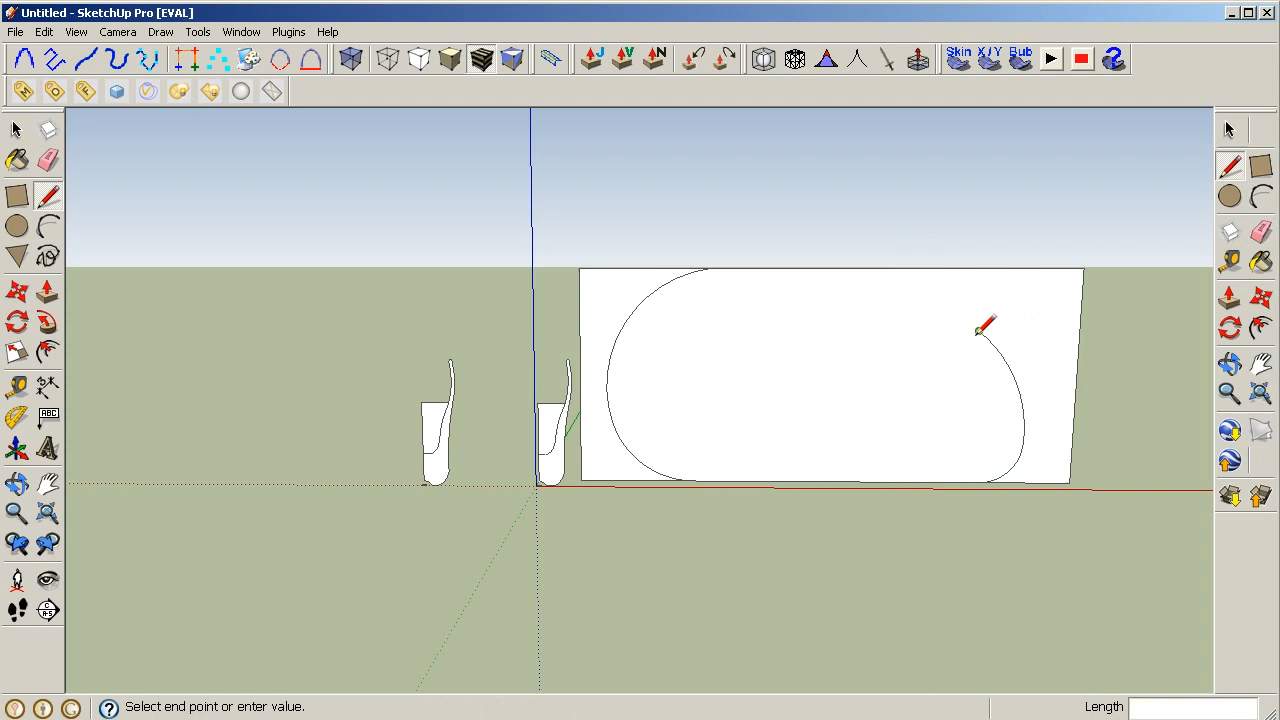 Untitled - SketchUp Pro [EVAL]
File Edit View Camera Draw Tools Window Plugins Help
J V N Skin X/Y Bub
M O F
ABC
A
C
A-5
Select end point or enter value.
Length